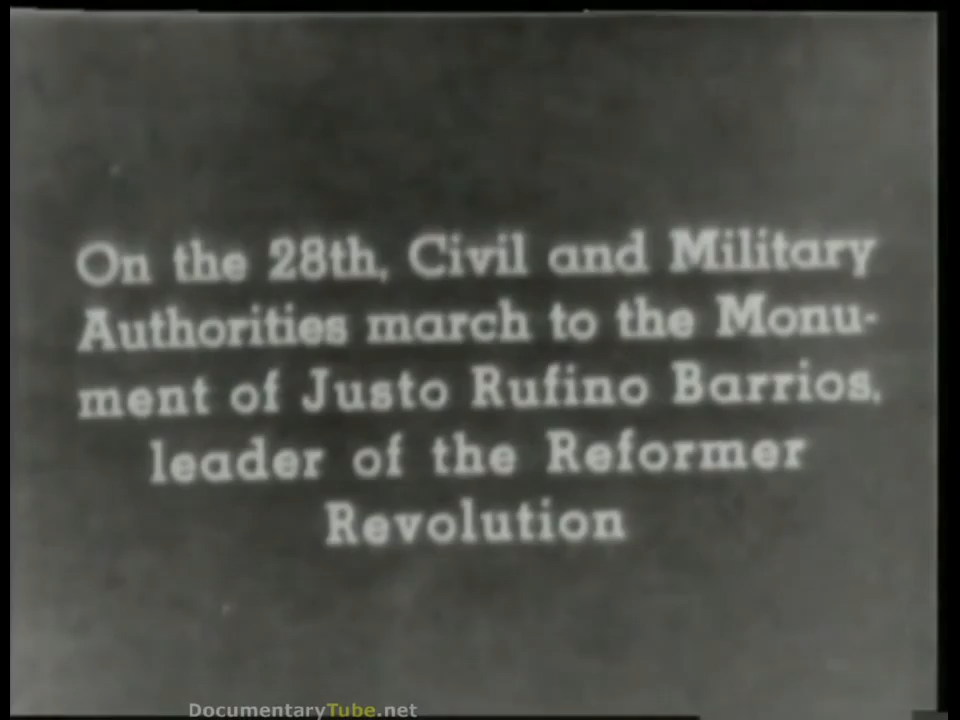 On the 28th, Civil and Military
Authorities march to the Monu-
ment of Justo Rufino Barrios,
leader of the Reformer
Revolution
DocumentaryTube.net